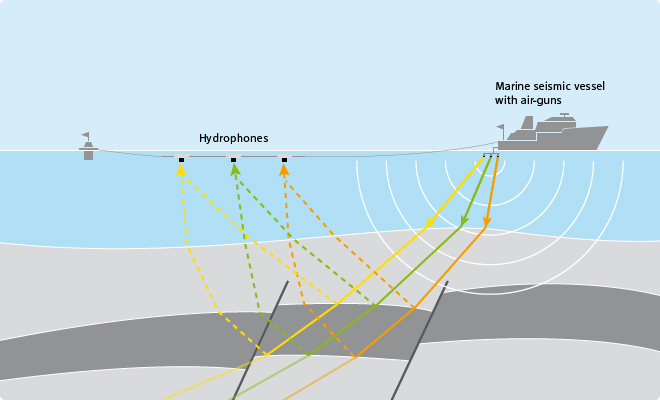 Marine seismic vessel
with air-guns
Hydrophones